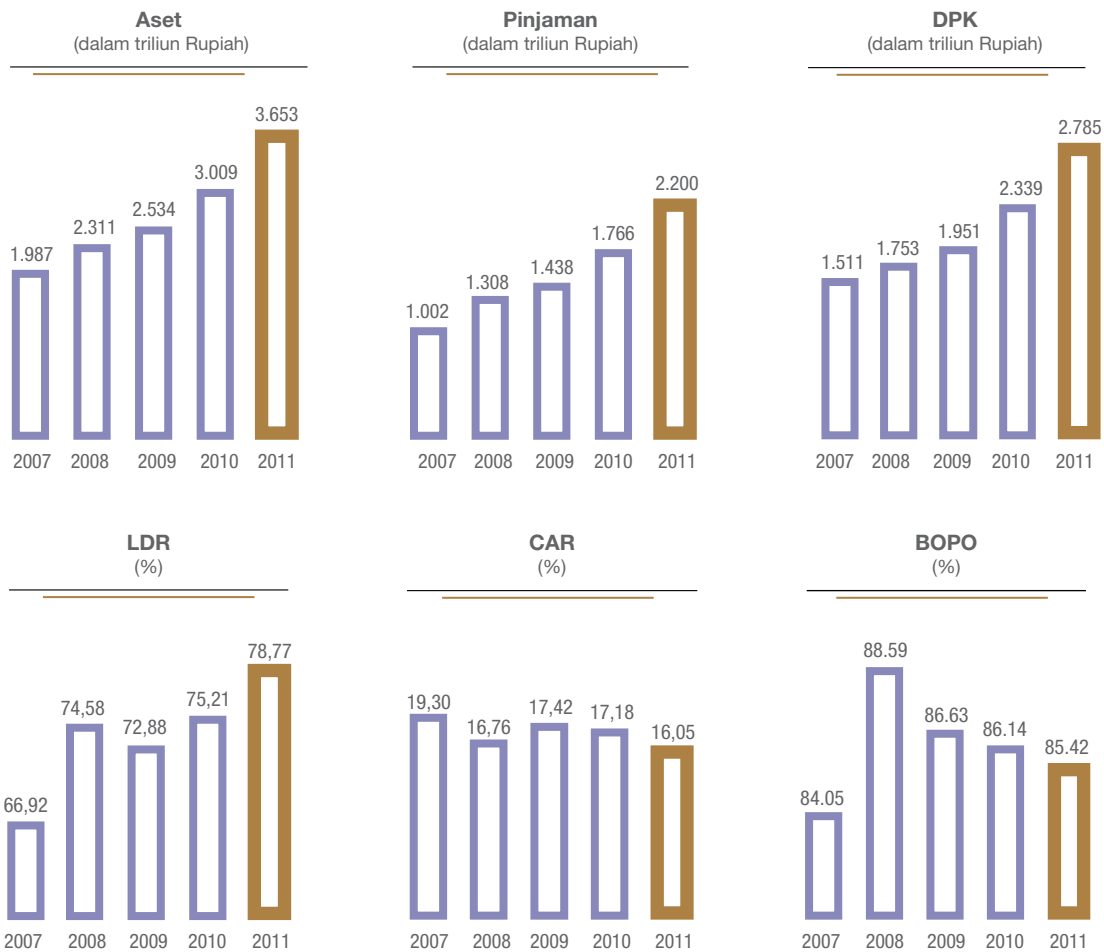 Aset
(dalam triliun Rupiah)
3.653
3.009
2.534
2.311
1.987
2007 2008 2009 2010 2011
Pinjaman
(dalam triliun Rupiah)
2.200
1.766
1.438
1.308
1.002
2007 2008 2009 2010 2011
DPK
(dalam triliun Rupiah)
2.785
2.339
1.951
1.753
1.511
2007 2008 2009 2010 2011
LDR
(%)
78,77
75,21
74,58
72,88
66,92
2007 2008 2009 2010 2011
CAR
(%)
19,30
17,42
17,18
16,76
16,05
2007 2008 2009 2010 2011
BOPO
(%)
88.59
86.63
86.14
85.42
84.05
2007 2008 2009 2010 2011